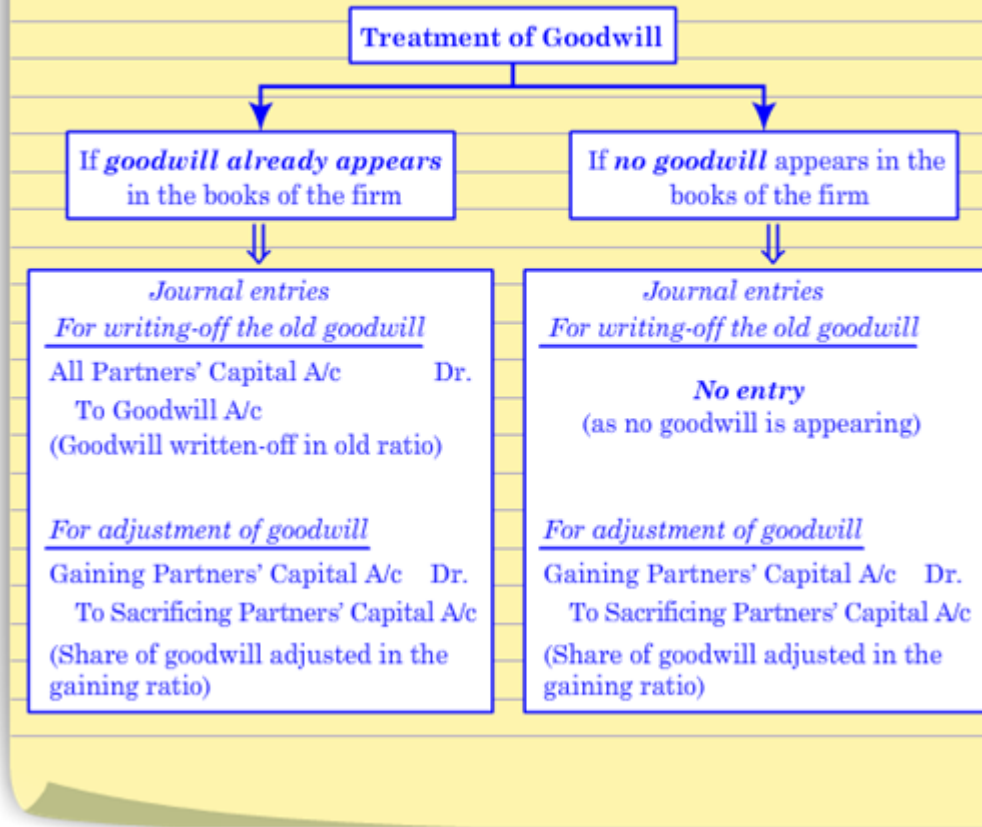 Treatment of Goodwill
If goodwill already appears
in the books of the firm
If no goodwill appears in the
books of the firm
Journal entries
For writing-off the old goodwill
All Partners' Capital A/c Dr.
To Goodwill A/c
(Goodwill written-off in old ratio)
For adjustment of goodwill
Gaining Partners' Capital A/c Dr.
To Sacrificing Partners' Capital A/c
(Share of goodwill adjusted in the
gaining ratio)
Journal entries
For writing-off the old goodwill
No entry
(as no goodwill is appearing)
For adjustment of goodwill
Gaining Partners' Capital A/c Dr.
To Sacrificing Partners' Capital A/c
(Share of goodwill adjusted in the
gaining ratio)